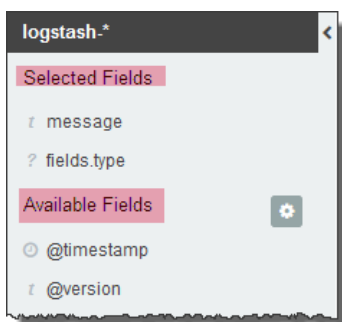 logstash-*
Selected Fields
t message
? fields.type
Available Fields
@timestamp
t @version